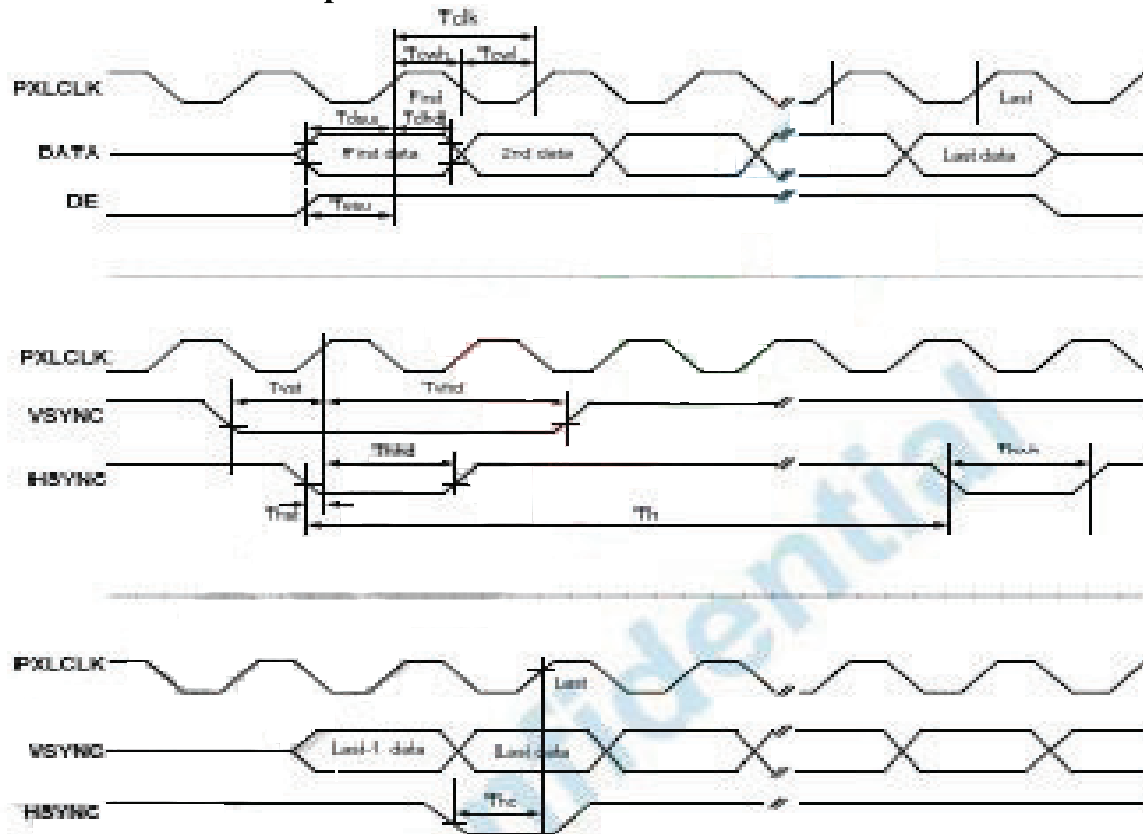 Tclk
Tcwh Tcwl
PXLCLK First Last
Tdsu Tdhd
DATA First data 2nd data Last data
DE Tesu
PXLCLK
Tvst Tvhd
VSYNC
Thhd
HSYNC
Thst Th
PXLCLK
Last
VSYNC Last-1 data Last data
HSYNC Thc
nfidential